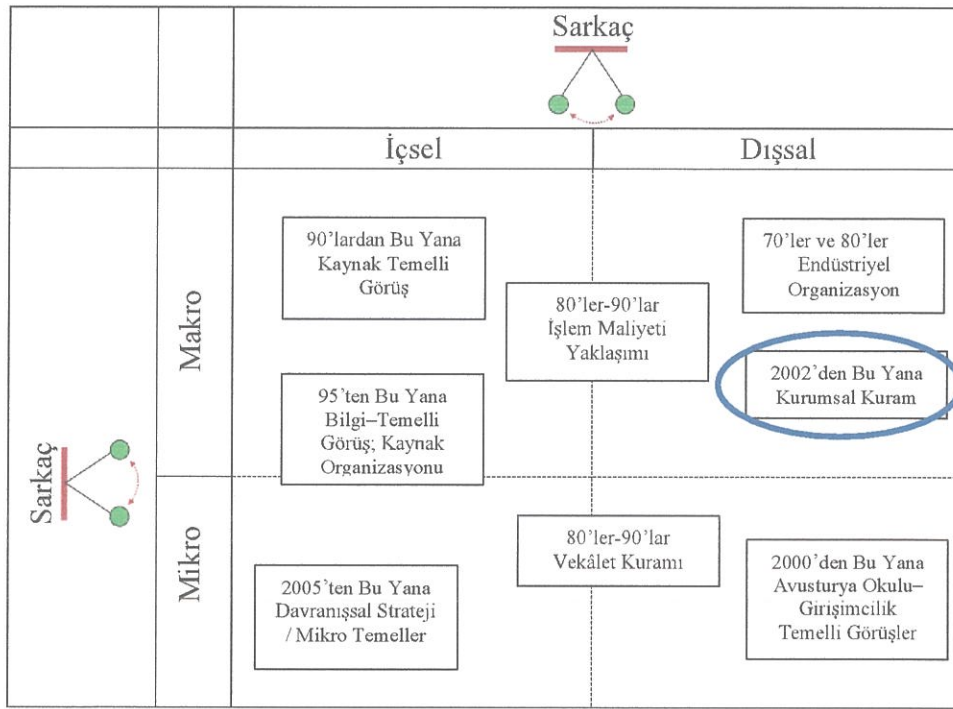 Sarkaç
İçsel
Dışsal
Sarkaç
Makro
Mikro
90’lardan Bu Yana
Kaynak Temelli
Görüş
70’ler ve 80’ler
Endüstriyel
Organizasyon
80’ler-90’lar
İşlem Maliyeti
Yaklaşımı
2002’den Bu Yana
Kurumsal Kuram
95’ten Bu Yana
Bilgi–Temelli
Görüş; Kaynak
Organizasyonu
80’ler-90’lar
Vekâlet Kuramı
2000’den Bu Yana
Avusturya Okulu–
Girişimcilik
Temelli Görüşler
2005’ten Bu Yana
Davranışsal Strateji
/ Mikro Temeller